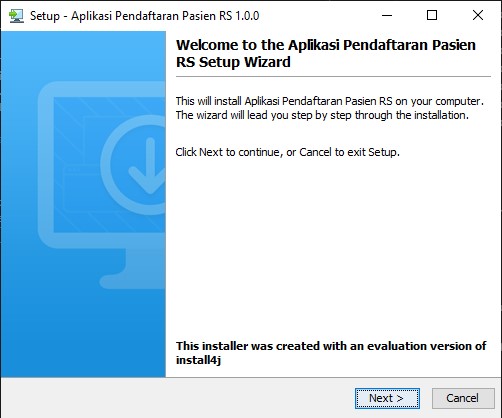 Setup - Aplikasi Pendaftaran Pasien RS 1.0.0
Welcome to the Aplikasi Pendaftaran Pasien
RS Setup Wizard
This will install Aplikasi Pendaftaran Pasien RS on your computer.
The wizard will lead you step by step through the installation.
Click Next to continue, or Cancel to exit Setup.
This installer was created with an evaluation version of
install4j
Next >
Cancel